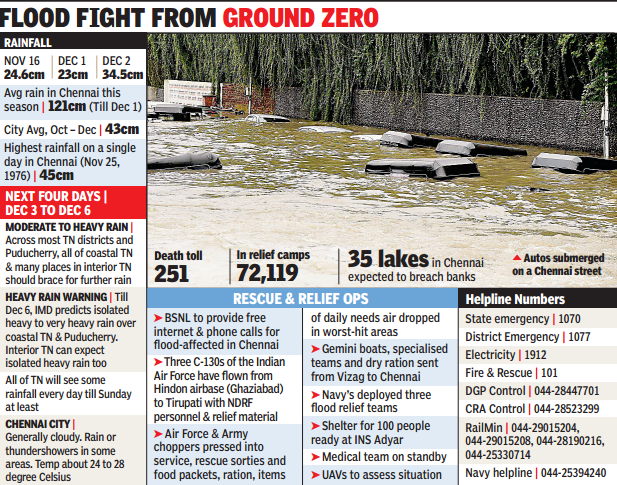 FLOOD FIGHT FROM GROUND ZERO
RAINFALL
NOV 16
24.6cm
DEC 1
23cm
DEC 2
34.5cm
Avg rain in Chennai this
season | 121cm (Till Dec 1)
City Avg, Oct – Dec | 43cm
Highest rainfall on a single
day in Chennai (Nov 25,
1976) | 45cm
NEXT FOUR DAYS |
DEC 3 TO DEC 6
MODERATE TO HEAVY RAIN |
Across most TN districts and
Puducherry, all of coastal TN
& many places in interior TN
should brace for further rain
HEAVY RAIN WARNING | Till
Dec 6, IMD predicts isolated
heavy to very heavy rain over
coastal TN & Puducherry.
Interior TN can expect
isolated heavy rain too
All of TN will see some
rainfall every day till Sunday
at least
CHENNAI CITY |
Generally cloudy. Rain or
thundershowers in some
areas. Temp about 24 to 28
degree Celsius
Death toll
251
In relief camps
72,119
35 lakes in Chennai
expected to breach banks
▲ Autos submerged
on a Chennai street
RESCUE & RELIEF OPS
➤ BSNL to provide free
internet & phone calls for
flood-affected in Chennai
➤ Three C-130s of the Indian
Air Force have flown from
Hindon airbase (Ghaziabad)
to Tirupati with NDRF
personnel & relief material
➤ Air Force & Army
choppers pressed into
service, rescue sorties and
food packets, ration, items
of daily needs air dropped
in worst-hit areas
➤ Gemini boats, specialised
teams and dry ration sent
from Vizag to Chennai
➤ Navy's deployed three
flood relief teams
➤ Shelter for 100 people
ready at INS Adyar
➤ Medical team on standby
➤ UAVs to assess situation
Helpline Numbers
State emergency | 1070
District Emergency | 1077
Electricity | 1912
Fire & Rescue | 101
DGP Control | 044-28447701
CRA Control | 044-28523299
RailMin | 044-29015204,
044-29015208, 044-28190216,
044-25330714
Navy helpline | 044-25394240